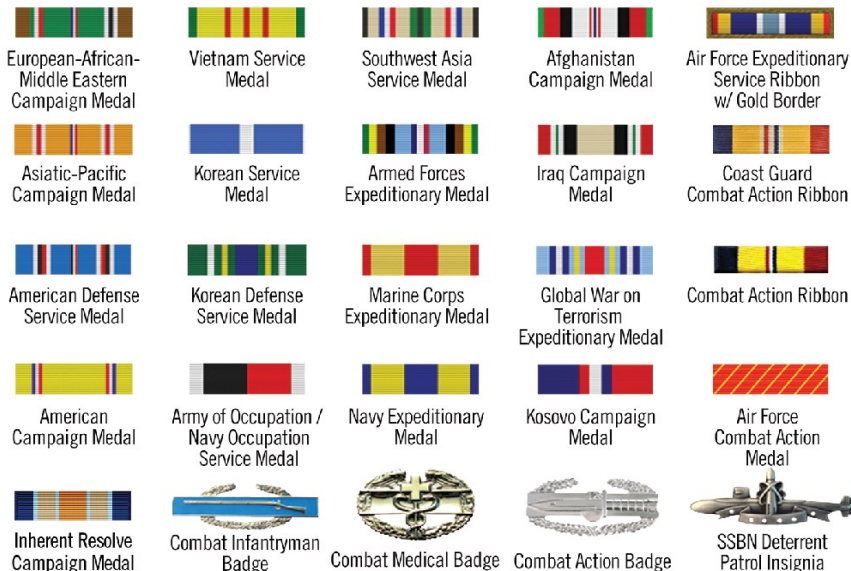 European-African-
Middle Eastern
Campaign Medal
Vietnam Service
Medal
Southwest Asia
Service Medal
Afghanistan
Campaign Medal
Air Force Expeditionary
Service Ribbon
w/ Gold Border
Asiatic-Pacific
Campaign Medal
Korean Service
Medal
Armed Forces
Expeditionary Medal
Iraq Campaign
Medal
Coast Guard
Combat Action Ribbon
American Defense
Service Medal
Korean Defense
Service Medal
Marine Corps
Expeditionary Medal
Global War on
Terrorism
Expeditionary Medal
Combat Action Ribbon
American
Campaign Medal
Army of Occupation /
Navy Occupation
Service Medal
Navy Expeditionary
Medal
Kosovo Campaign
Medal
Air Force
Combat Action
Medal
Inherent Resolve
Campaign Medal
Combat Infantryman
Badge
Combat Medical Badge
Combat Action Badge
SSBN Deterrent
Patrol Insignia